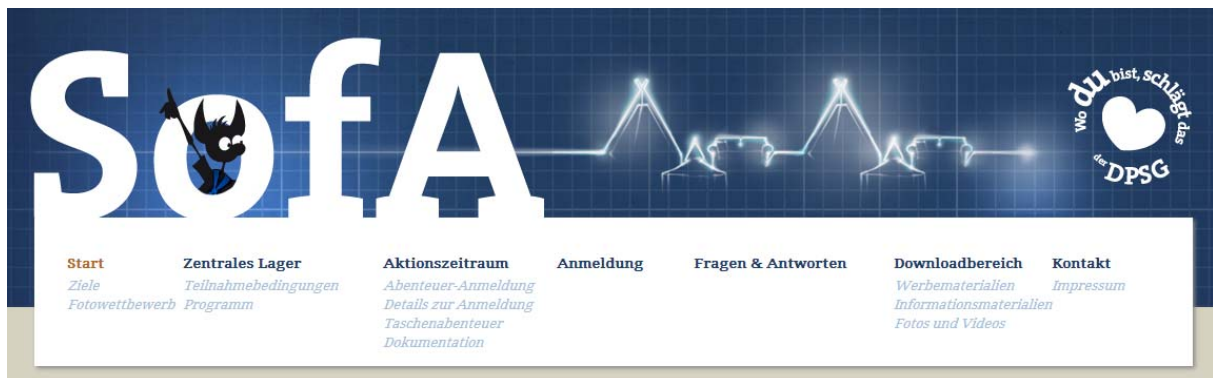 SofA
Wo du bist, schlägt das
der DPSG
Start
Ziele
Fotowettbewerb
Zentrales Lager
Teilnahmebedingungen
Programm
Aktionszeitraum
Abenteuer-Anmeldung
Details zur Anmeldung
Taschenabenteuer
Dokumentation
Anmeldung
Fragen & Antworten
Downloadbereich
Werbematerialien
Informationsmaterialien
Fotos und Videos
Kontakt
Impressum